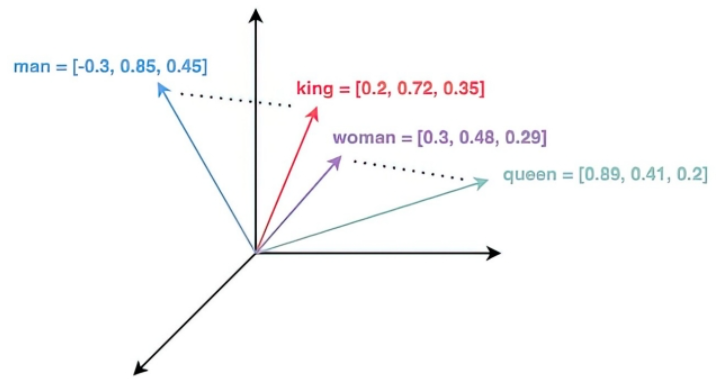 man = [-0.3, 0.85, 0.45]
king = [0.2, 0.72, 0.35]
woman = [0.3, 0.48, 0.29]
queen = [0.89, 0.41, 0.2]